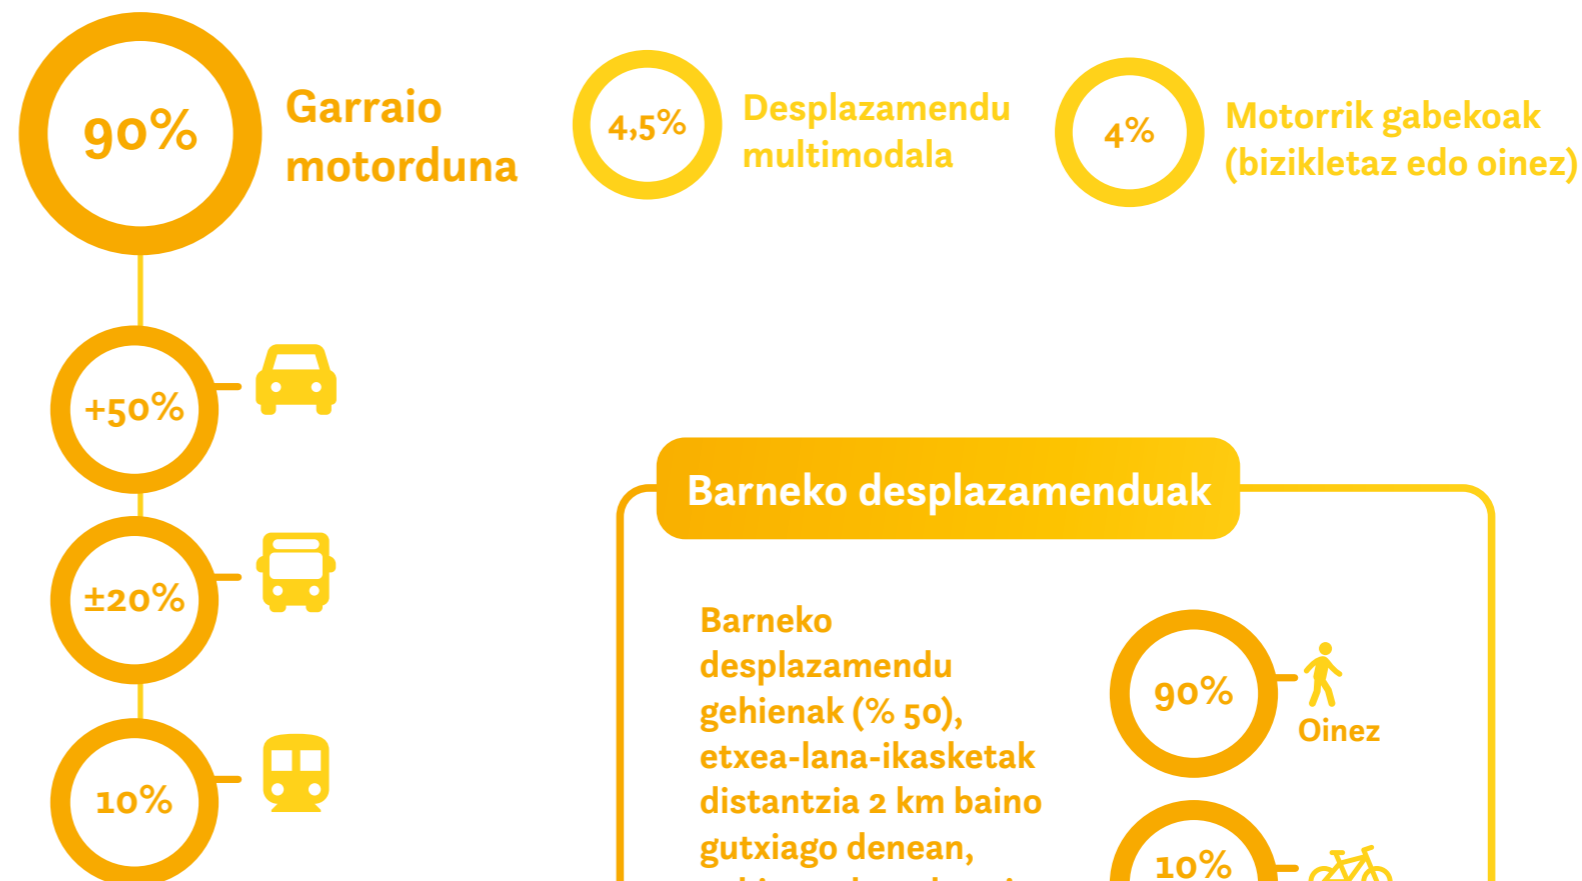 90%
Garraio
motorduna
4,5%
Desplazamendu
multimodala
4%
Motorrik gabekoak
(bizikletaz edo oinez)
+50%
±20%
10%
Barneko desplazamenduak
Barneko
desplazamendu
gehienak (% 50),
etxea-lana-ikasketak
distantzia 2 km baino
gutxiago denean,
90%
Oinez
10%